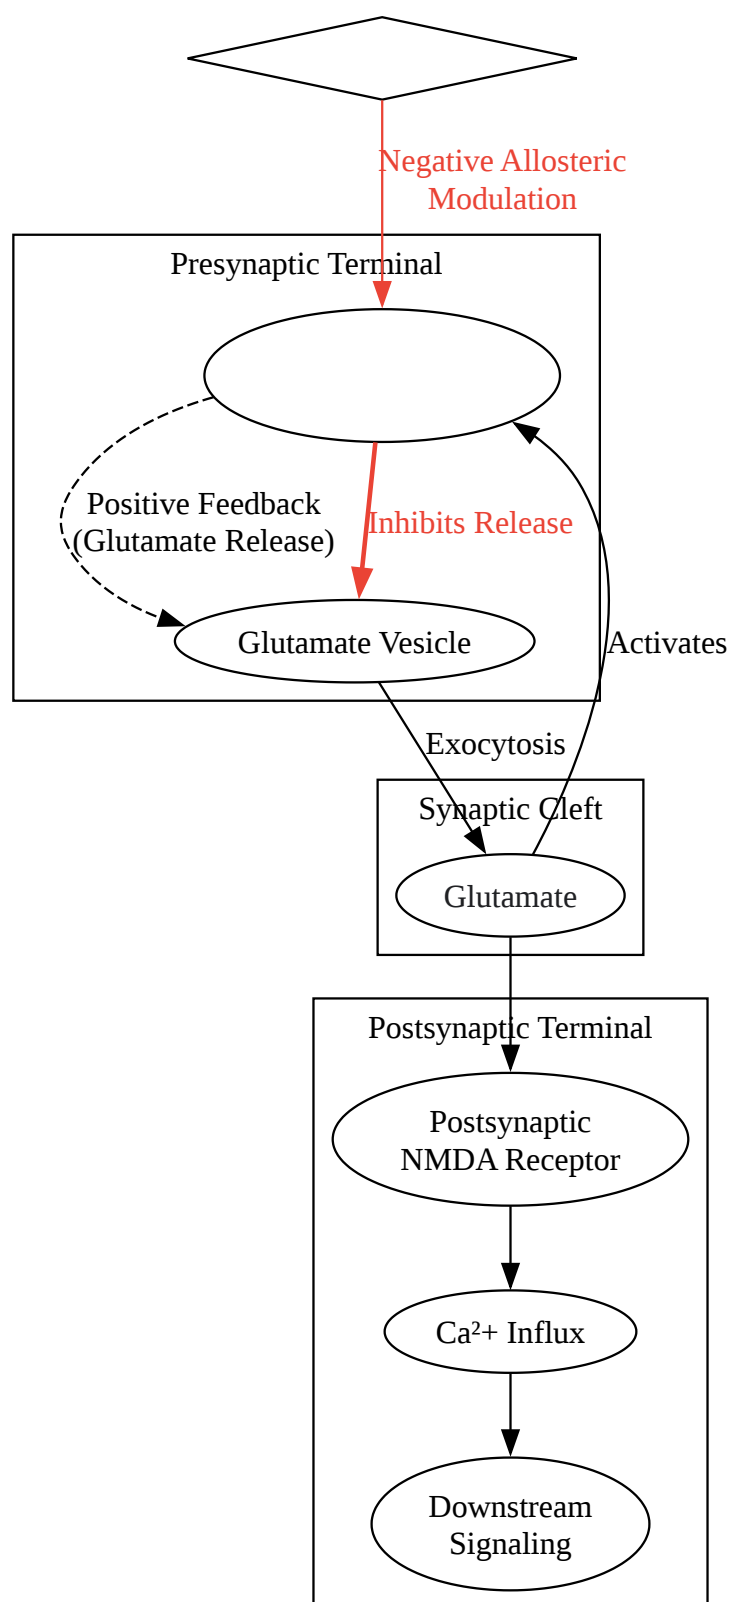 Negative Allosteric
Modulation
Presynaptic Terminal
Positive Feedback
(Glutamate Release)
Inhibits Release
Glutamate Vesicle
Activates
Exocytosis
Synaptic Cleft
Glutamate
Postsynaptic Terminal
Postsynaptic
NMDA Receptor
Ca²+ Influx
Downstream
Signaling